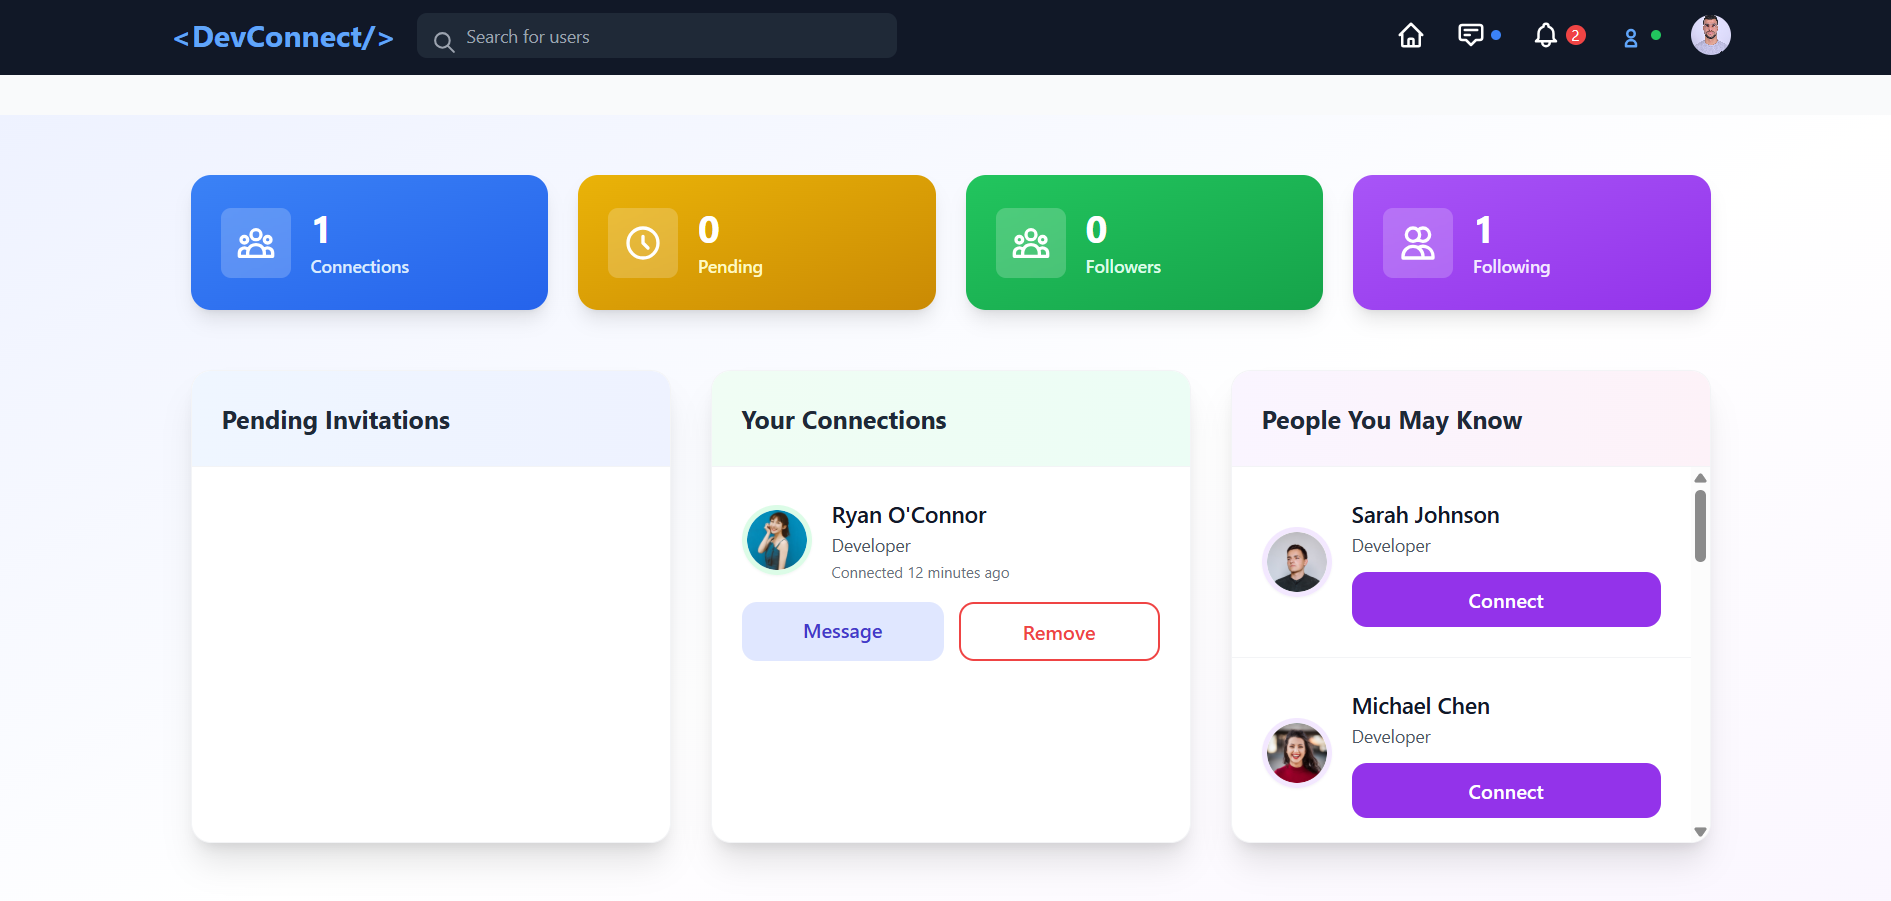 <DevConnect/>
Search for users
2
1
Connections
0
Pending
0
Followers
1
Following
Pending Invitations
Your Connections
Ryan O'Connor
Developer
Connected 12 minutes ago
Message
Remove
People You May Know
Sarah Johnson
Developer
Connect
Michael Chen
Developer
Connect